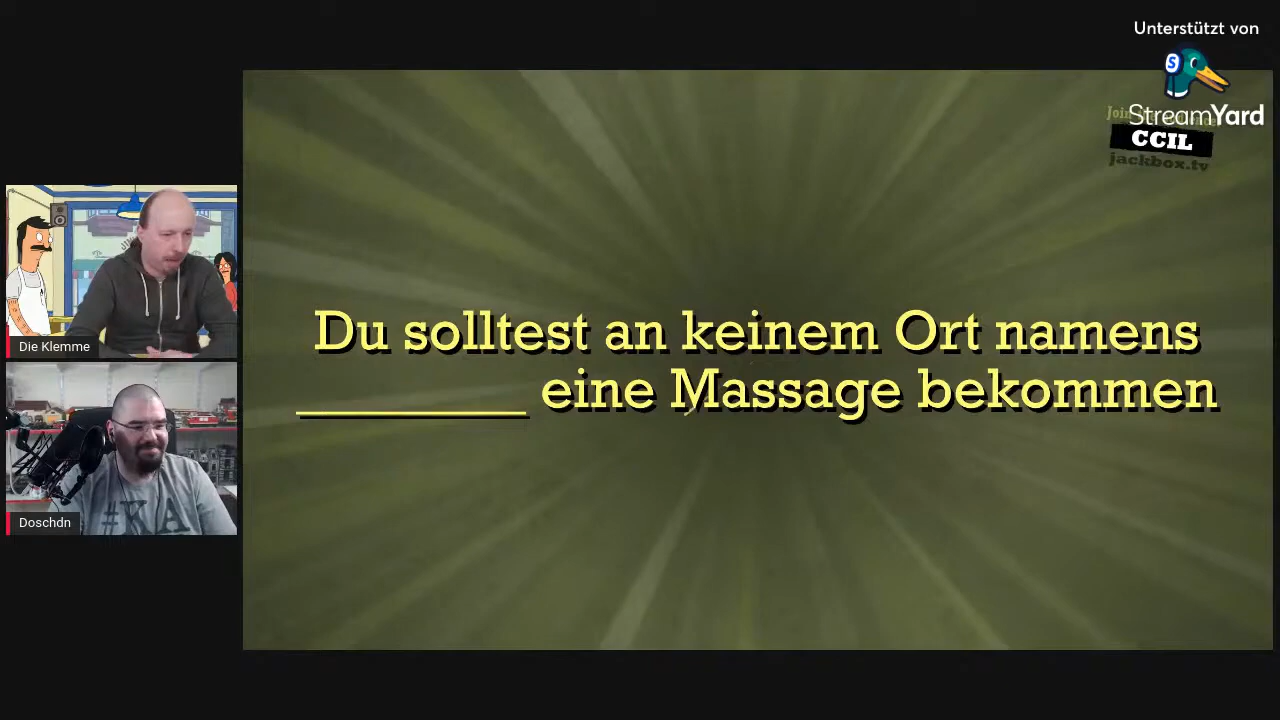 Unterstützt von
StreamYard
CCIL
jackbox.tv
Du solltest an keinem Ort namens
________ eine Massage bekommen
Die Klemme
#KA
Doschdn